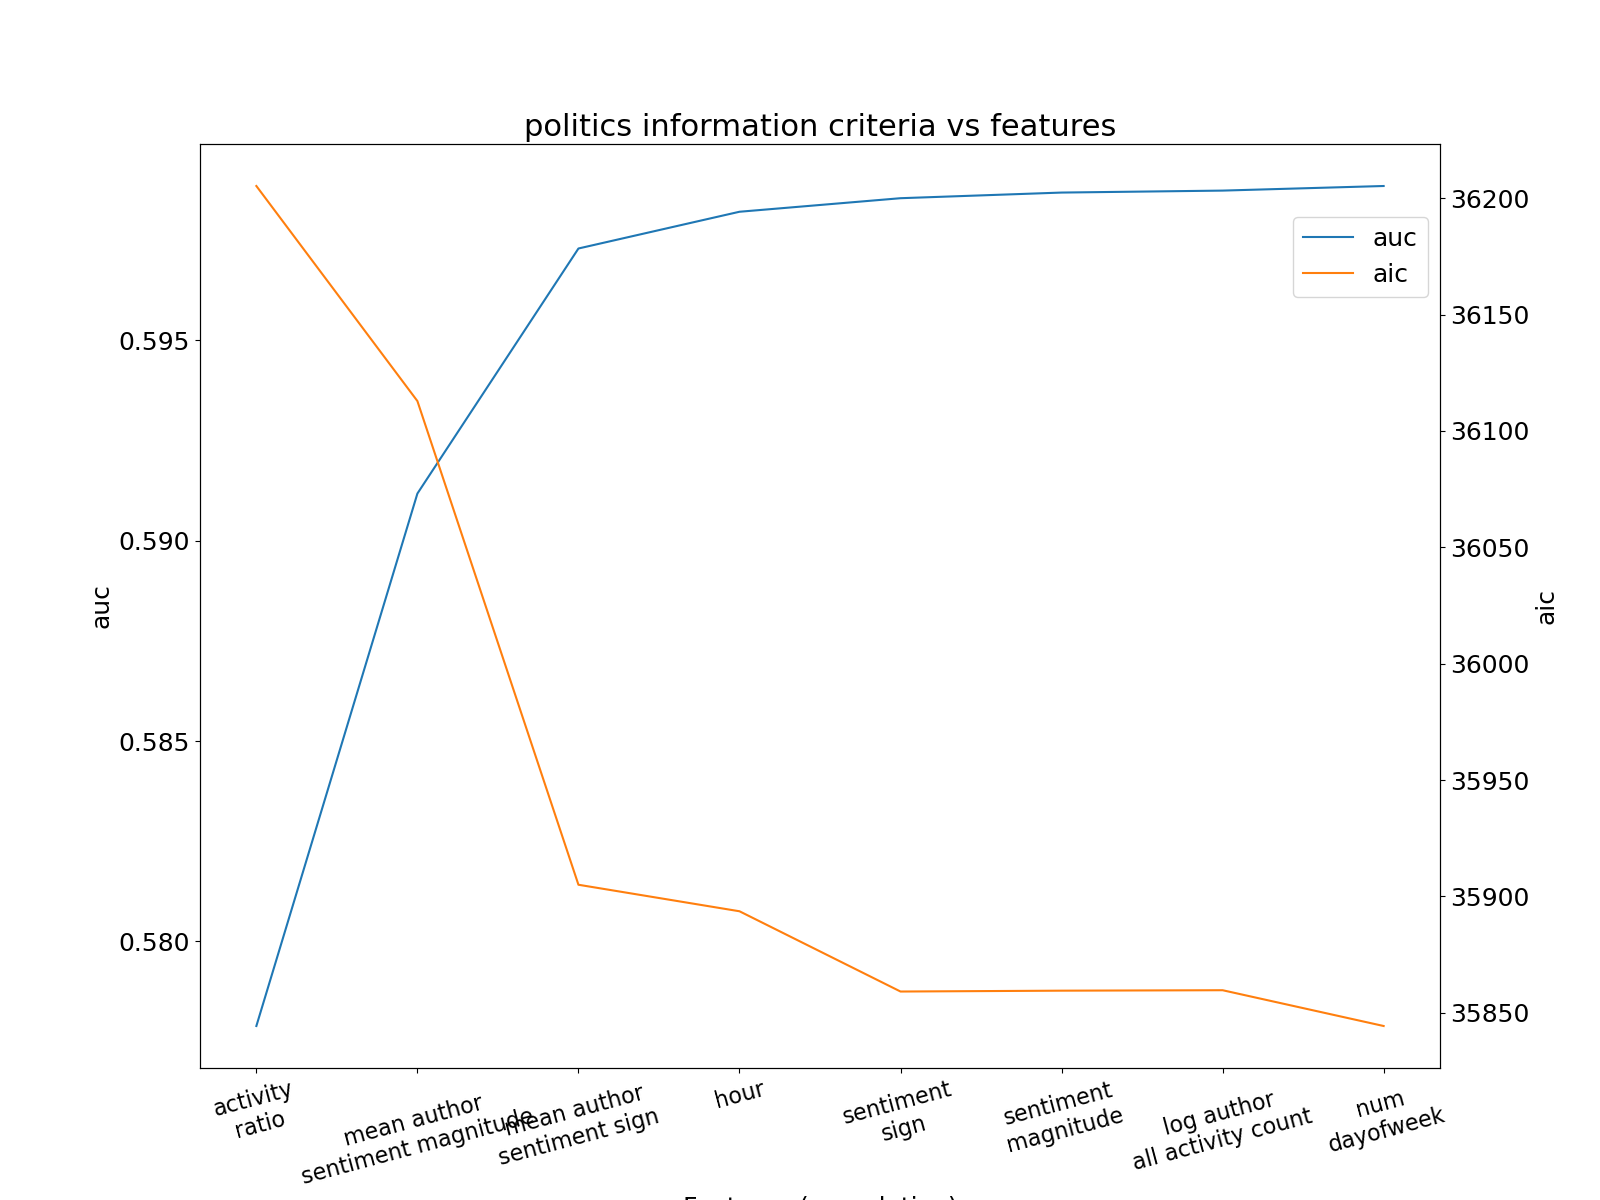 politics information criteria vs features
auc
aic
0.595
0.590
0.585
0.580
auc
36200
36150
36100
36050
36000
35950
35900
35850
aic
activity
ratio
mean author
sentiment magnitude
mean author
sentiment sign
hour
sentiment
sign
sentiment
magnitude
log author
all activity count
num
dayofweek